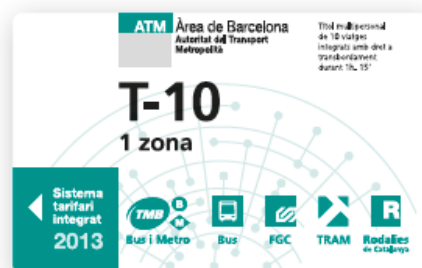 ATM Àrea de Barcelona
Autoritat del Transport
Metropolità
Títol multipersonal
de 10 viatges
integrats amb dret a
transbordament
durant 1h. 15'
T-10
1 zona
Sistema
tarifari
integrat
2013
TMB B N
Bus i Metro
Bus
FGC
TRAM
R
Rodalies
de Catalunya